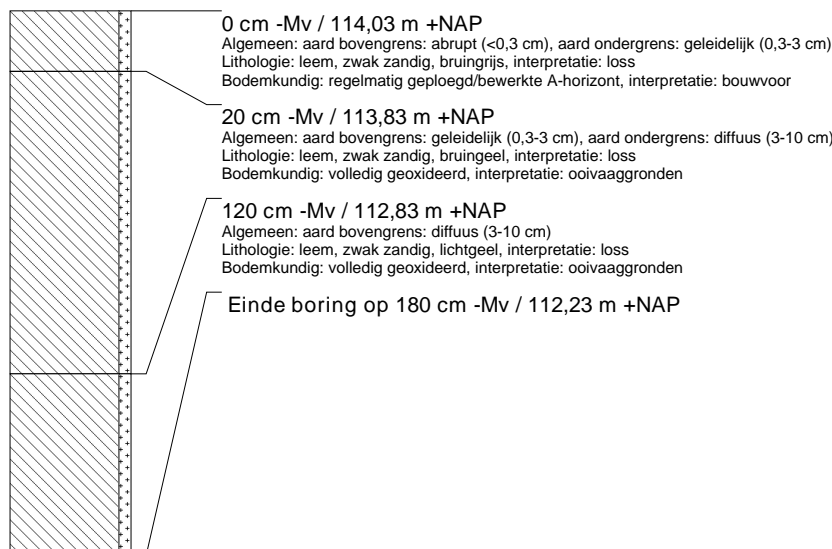 0 cm -Mv / 114,03 m +NAP
Algemeen: aard bovengrens: abrupt (<0,3 cm), aard ondergrens: geleidelijk (0,3-3 cm)
Lithologie: leem, zwak zandig, bruingrijs, interpretatie: loss
Bodemkundig: regelmatig geploegd/bewerkte A-horizont, interpretatie: bouwvoor
20 cm -Mv / 113,83 m +NAP
Algemeen: aard bovengrens: geleidelijk (0,3-3 cm), aard ondergrens: diffuus (3-10 cm)
Lithologie: leem, zwak zandig, bruingeel, interpretatie: loss
Bodemkundig: volledig geoxideerd, interpretatie: ooivaaggronden
120 cm -Mv / 112,83 m +NAP
Algemeen: aard bovengrens: diffuus (3-10 cm)
Lithologie: leem, zwak zandig, lichtgeel, interpretatie: loss
Bodemkundig: volledig geoxideerd, interpretatie: ooivaaggronden
Einde boring op 180 cm -Mv / 112,23 m +NAP